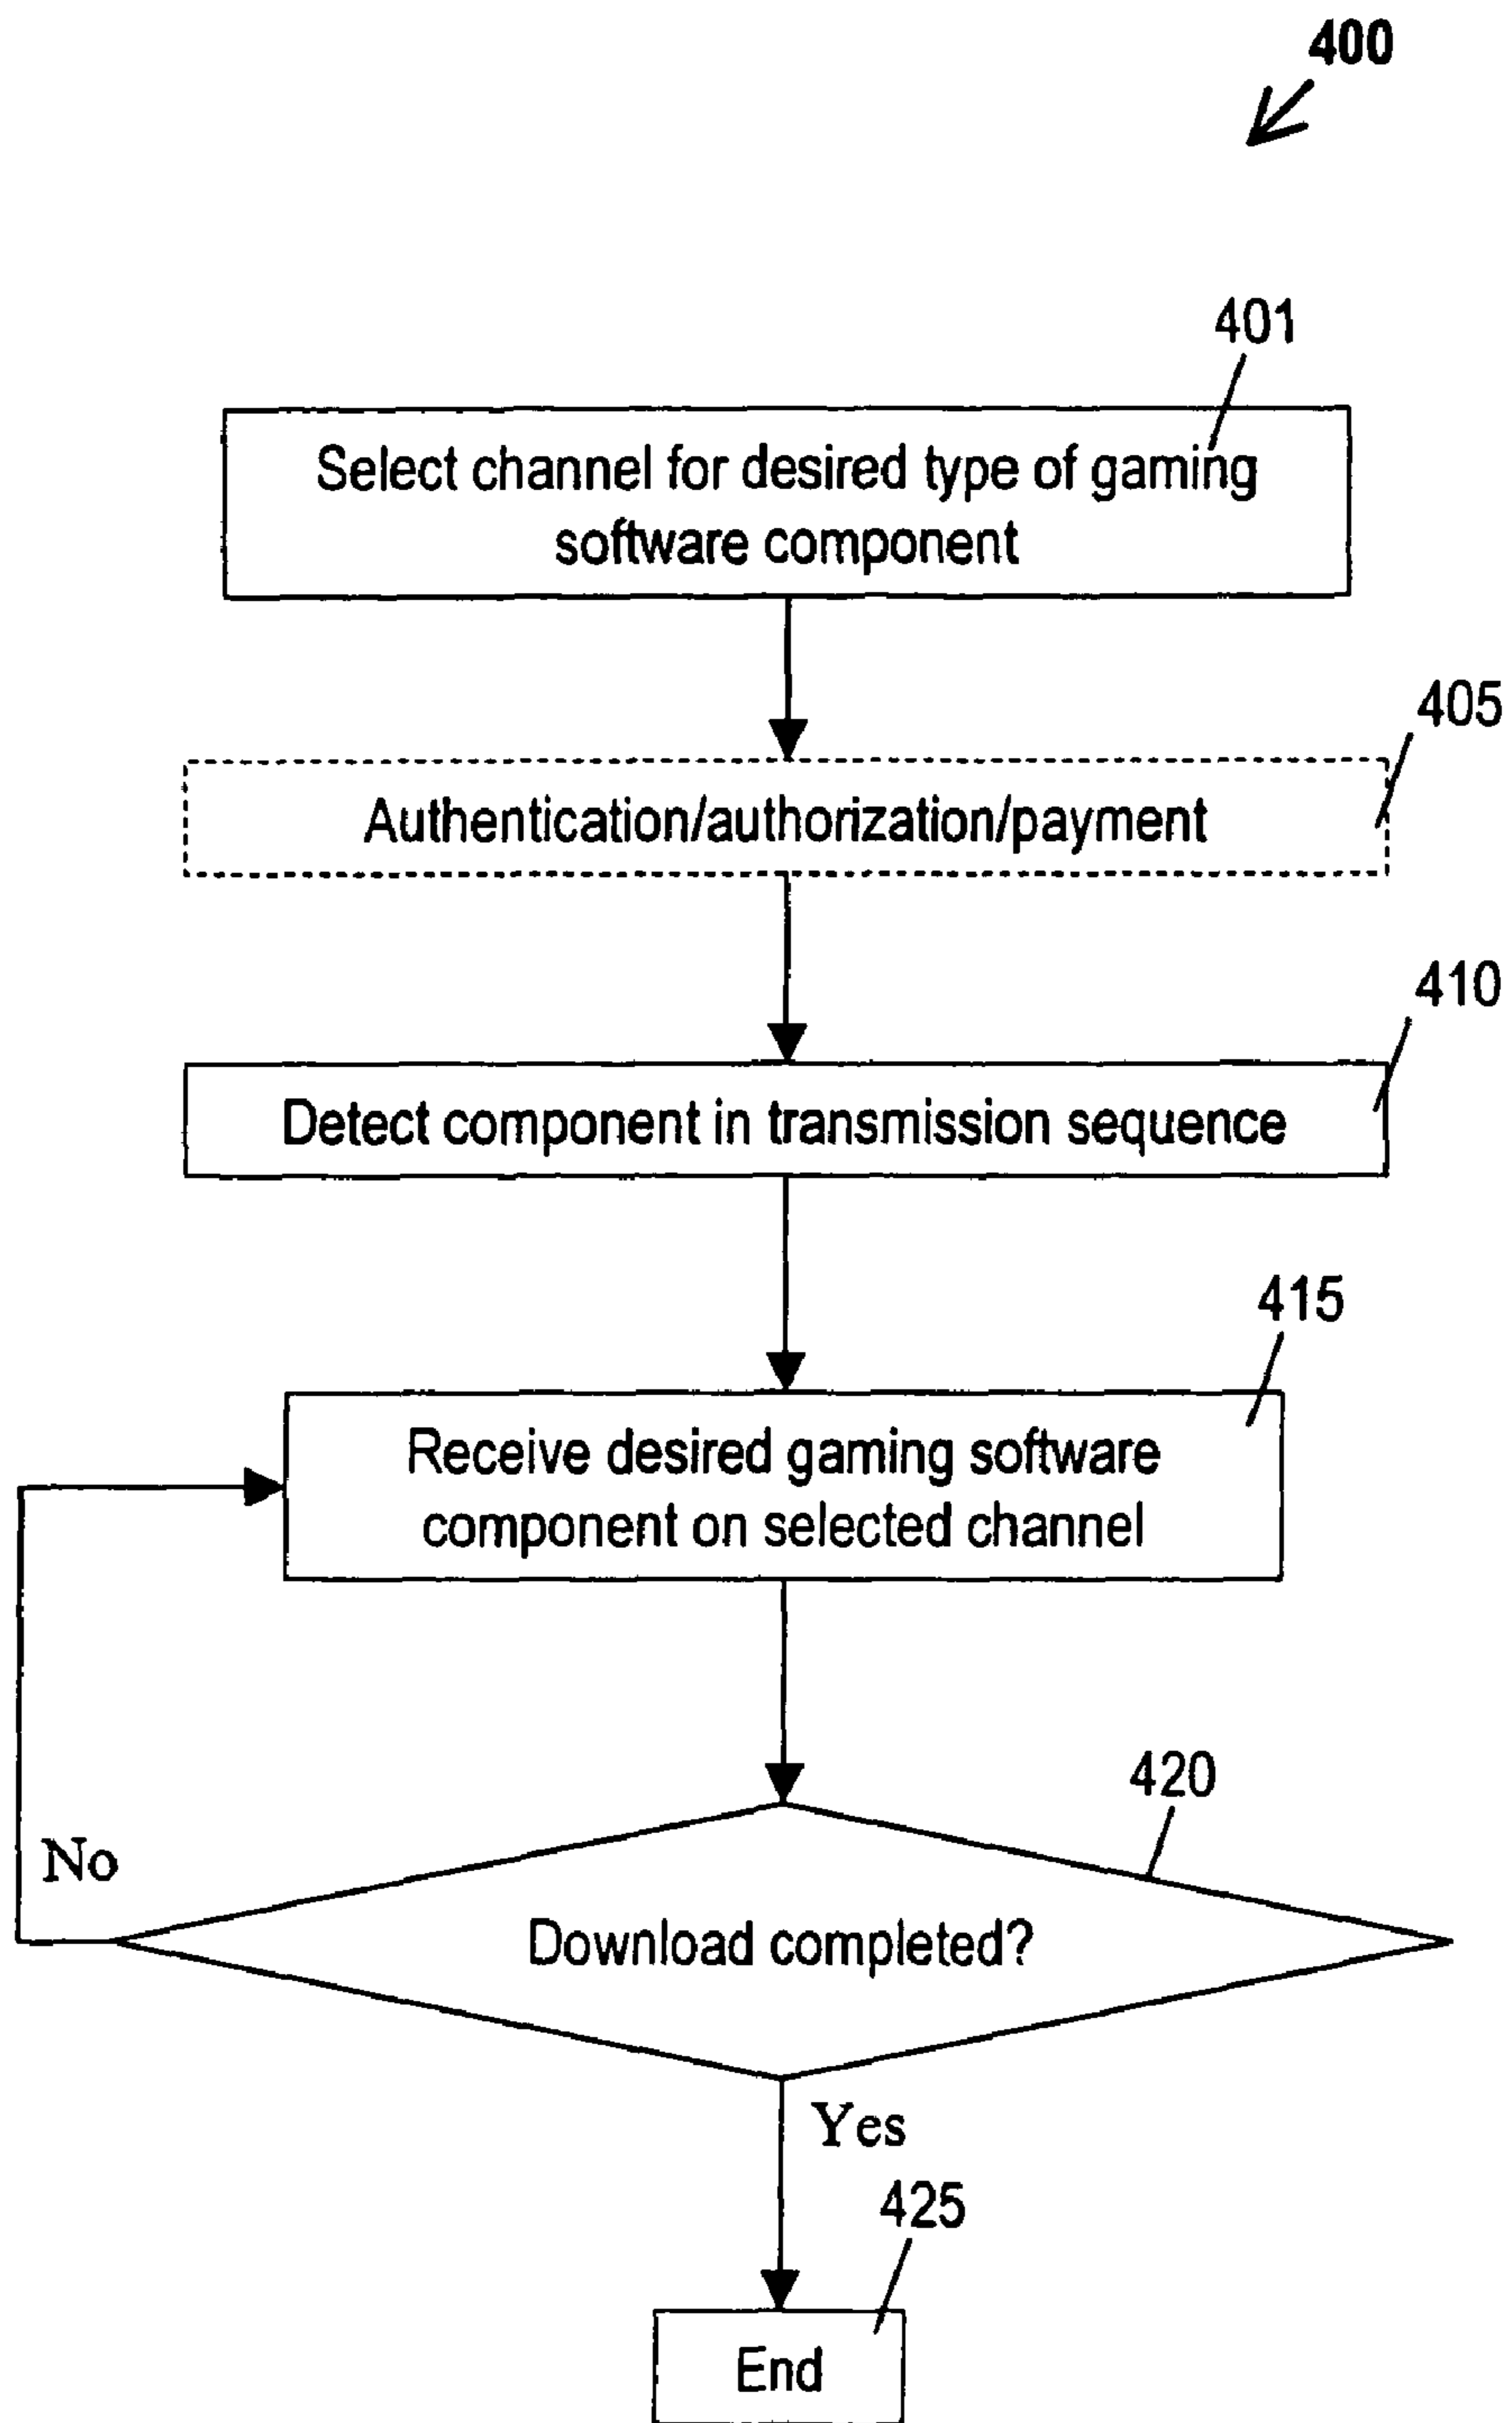 400
401
Select channel for desired type of gaming
software component
405
Authentication/authorization/payment
410
Detect component in transmission sequence
415
Receive desired gaming software
component on selected channel
420
No
Download completed?
Yes
425
End